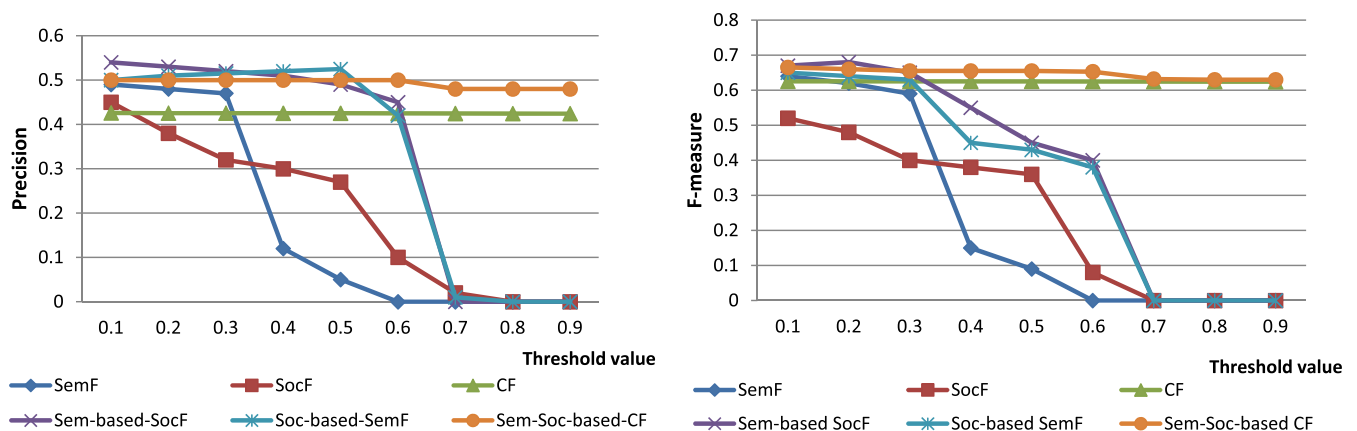 0.6
0.5
0.4
0.3
0.2
0.1
0
Precision
0.1 0.2 0.3 0.4 0.5 0.6 0.7 0.8 0.9
Threshold value
SemF SocF CF
Sem-based-SocF Soc-based-SemF Sem-Soc-based-CF
0.8
0.7
0.6
0.5
0.4
0.3
0.2
0.1
0
F-measure
0.1 0.2 0.3 0.4 0.5 0.6 0.7 0.8 0.9
Threshold value
SemF SocF CF
Sem-based SocF Soc-based SemF Sem-Soc-based CF